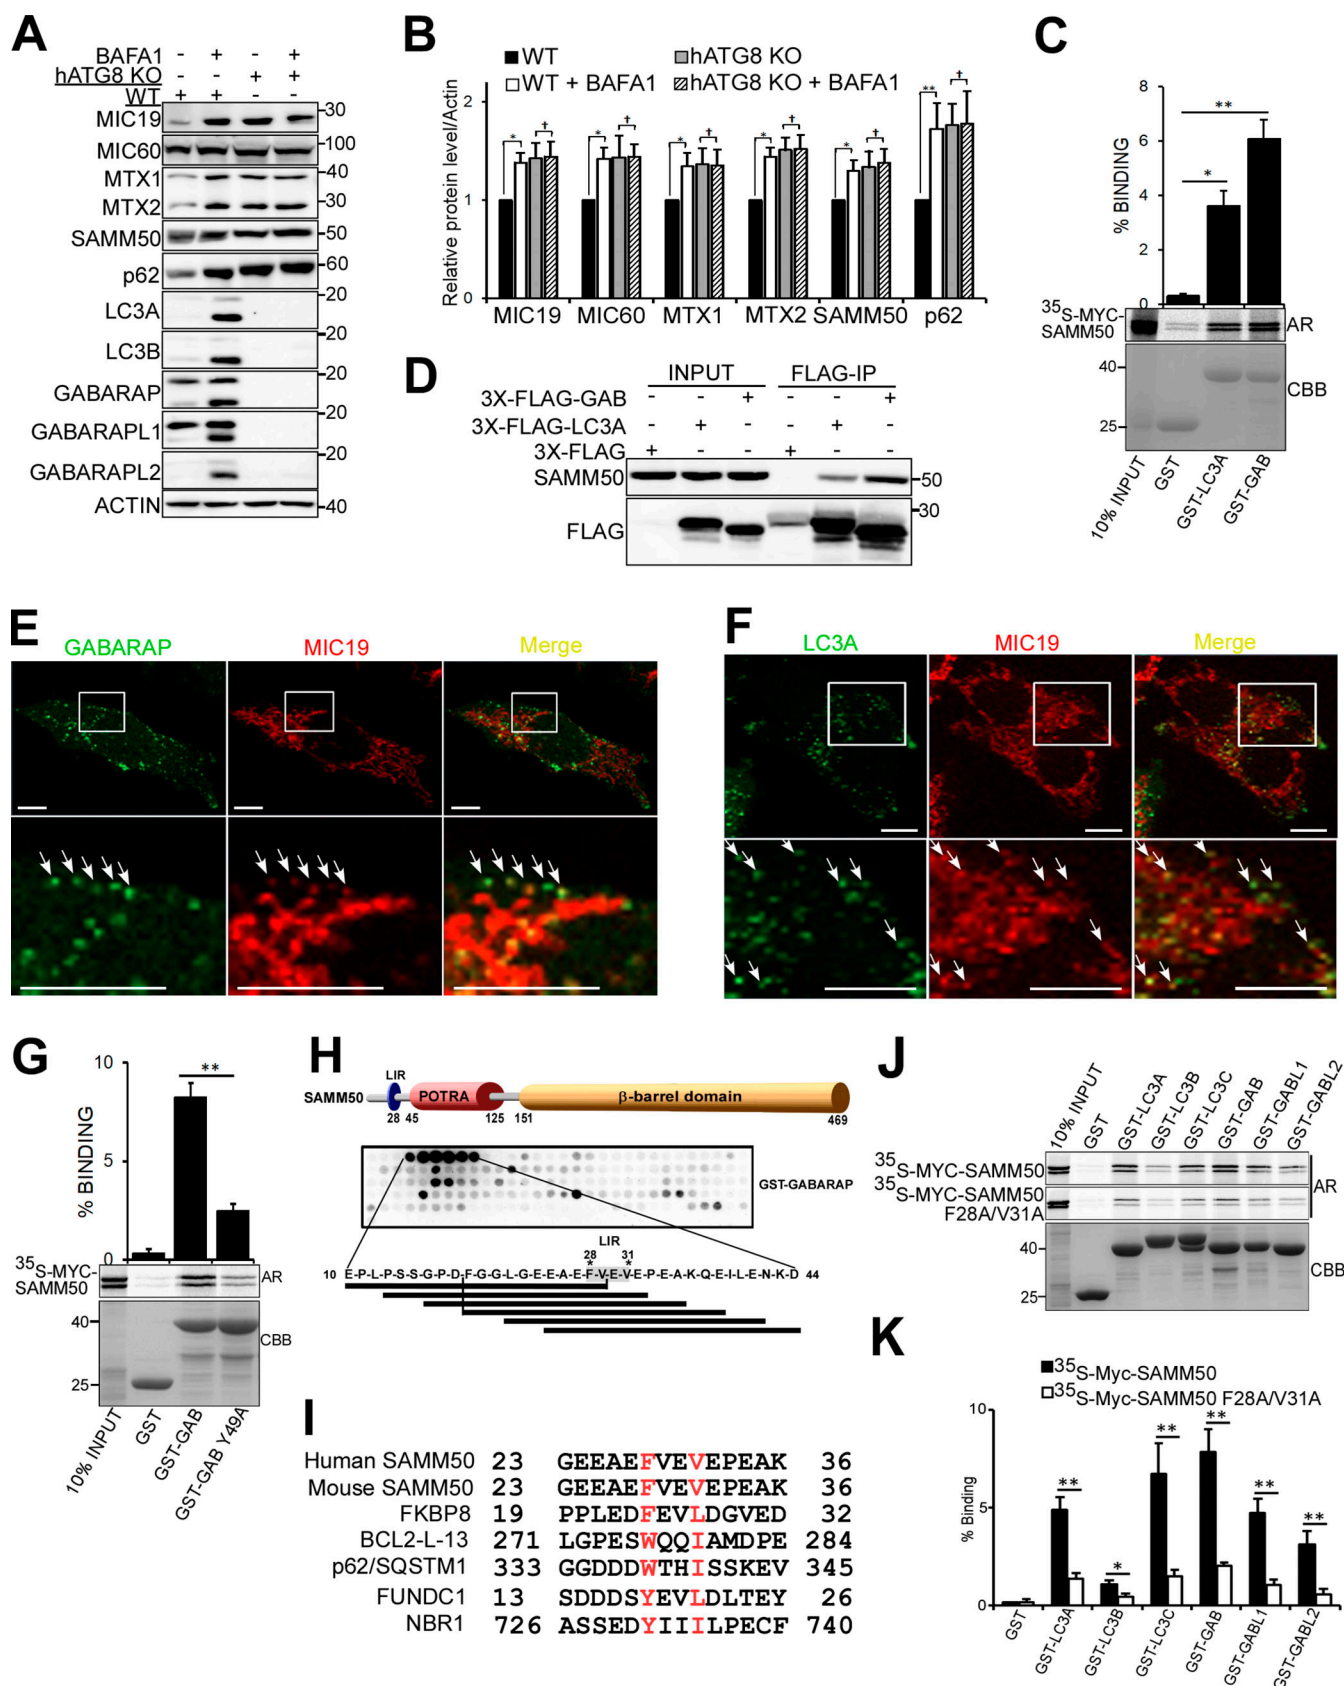 A
BAFA1 - + - +
hATG8 KO - - + +
WT + + - -
MIC19 30
MIC60 100
MTX1 40
MTX2 30
SAMM50 50
p62 60
LC3A 20
LC3B 20
GABARAP 20
GABARAPL1 20
GABARAPL2 20
ACTIN 40
B
WT hATG8 KO
WT + BAFA1 hATG8 KO + BAFA1
Relative protein level/Actin
2
1
0
* † * † * † * † * † ** †
MIC19 MIC60 MTX1 MTX2 SAMM50 p62
C
% BINDING
8
6
4
2
0
**
*
35S-MYC-SAMM50
AR
40
25
CBB
10% INPUT GST GST-LC3A GST-GAB
D
INPUT FLAG-IP
3X-FLAG-GAB - - + - - +
3X-FLAG-LC3A - + - - + -
3X-FLAG + - - + - -
SAMM50 50
FLAG 30
E
GABARAP MIC19 Merge
F
LC3A MIC19 Merge
G
% BINDING
10
5
0
**
35S-MYC-SAMM50
AR
40
25
CBB
10% INPUT GST GST-GAB GST-GAB Y49A
H
LIR
SAMM50 POTRA β-barrel domain
28 45 125 151 469
GST-GABARAP
LIR
28 31
* *
10 E-P-L-P-S-S-G-P-D-F-G-G-L-G-E-E-A-E-F-V-E-V-E-P-E-A-K-Q-E-I-L-E-N-K-D 44
I
Human SAMM50 23 GEEAEFVEVEPEAK 36
Mouse SAMM50 23 GEEAEFVEVEPEAK 36
FKBP8 19 PPLEDFEVLDGVED 32
BCL2-L-13 271 LGPESWQQIAMDPE 284
p62/SQSTM1 333 GGDDDWTHISSKEV 345
FUNDC1 13 SDDDSYEVLDLTEY 26
NBR1 726 ASSEDYIIILPECF 740
J
10% INPUT GST GST-LC3A GST-LC3B GST-LC3C GST-GAB GST-GABL1 GST-GABL2
35S-MYC-SAMM50
35S-MYC-SAMM50 F28A/V31A
AR
40
25
CBB
K
35S-Myc-SAMM50
35S-Myc-SAMM50 F28A/V31A
% Binding
10
5
0
** * ** ** ** **
GST GST-LC3A GST-LC3B GST-LC3C GST-GAB GST-GABL1 GST-GABL2